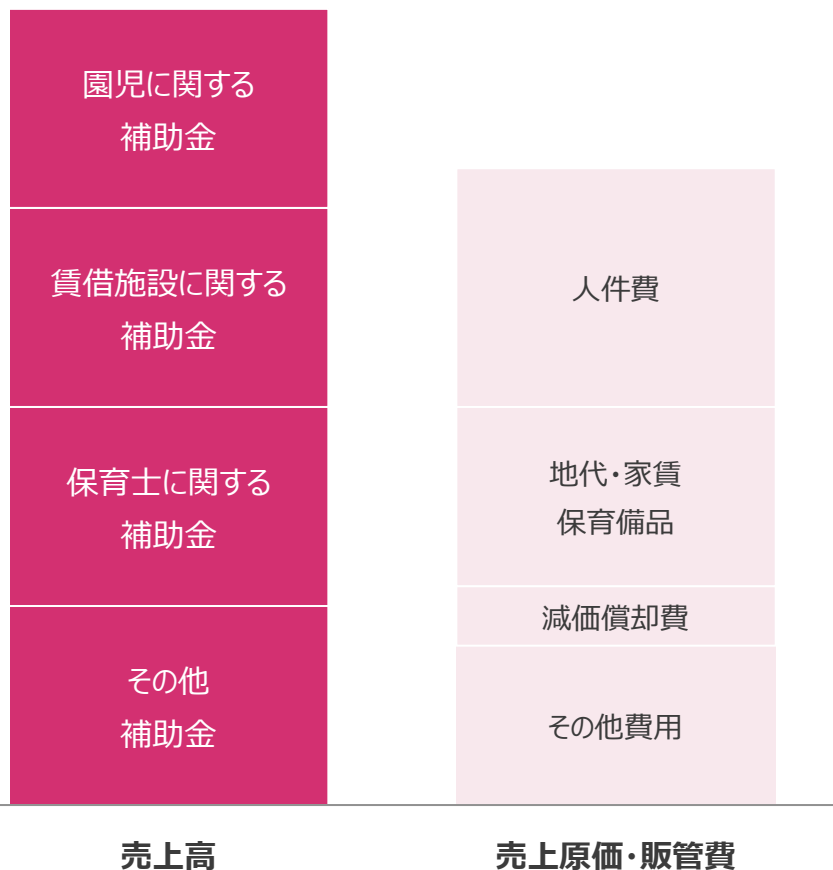 園児に関する
補助金
賃借施設に関する
補助金
保育士に関する
補助金
その他
補助金
売上高
人件費
地代・家賃
保育備品
減価償却費
その他費用
売上原価・販管費